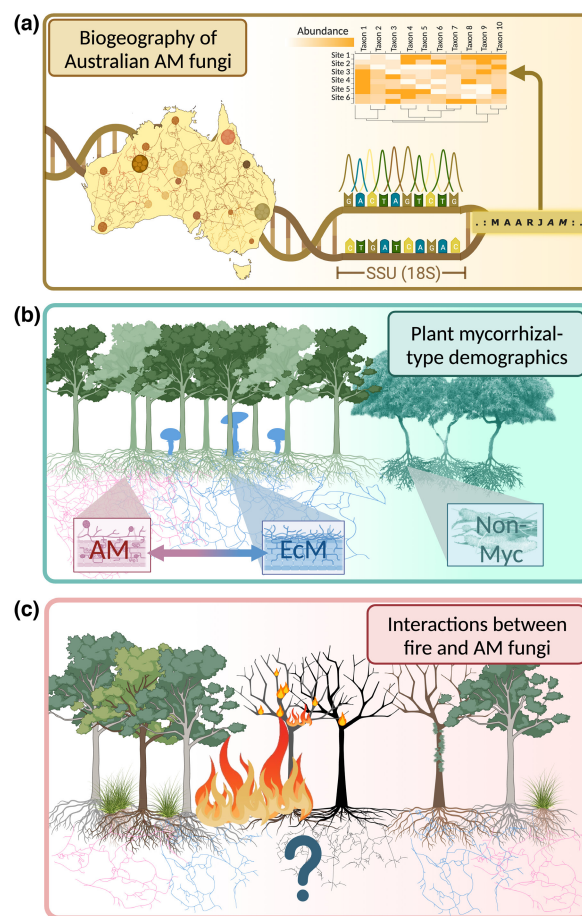 (a)
Biogeography of
Australian AM fungi
Abundance
Taxon 1
Taxon 2
Taxon 3
Taxon 4
Taxon 5
Taxon 6
Taxon 7
Taxon 8
Taxon 9
Taxon 10
Site 1
Site 2
Site 3
Site 4
Site 5
Site 6
G A C T A G T C T G
C T G A T C A G A C
.:MAARJAM:.
SSU (18S)
(b)
Plant mycorrhizal-
type demographics
AM
EcM
Non-
Myc
(c)
Interactions between
fire and AM fungi
?